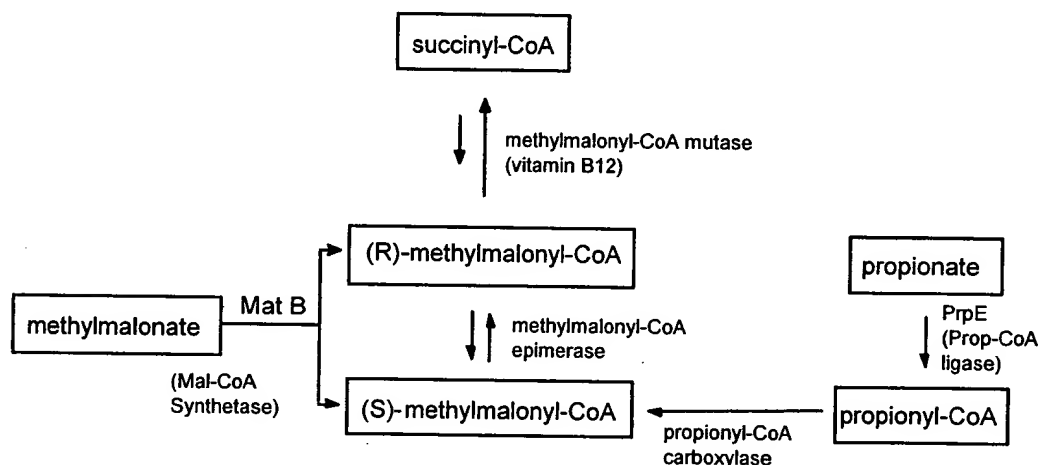 succinyl-CoA
methylmalonyl-CoA mutase
(vitamin B12)
(R)-methylmalonyl-CoA
propionate
Mat B
methylmalonate
PrpE
(Prop-CoA
ligase)
methylmalonyl-CoA
epimerase
(Mal-CoA
Synthetase)
(S)-methylmalonyl-CoA
propionyl-CoA
propionyl-CoA
carboxylase